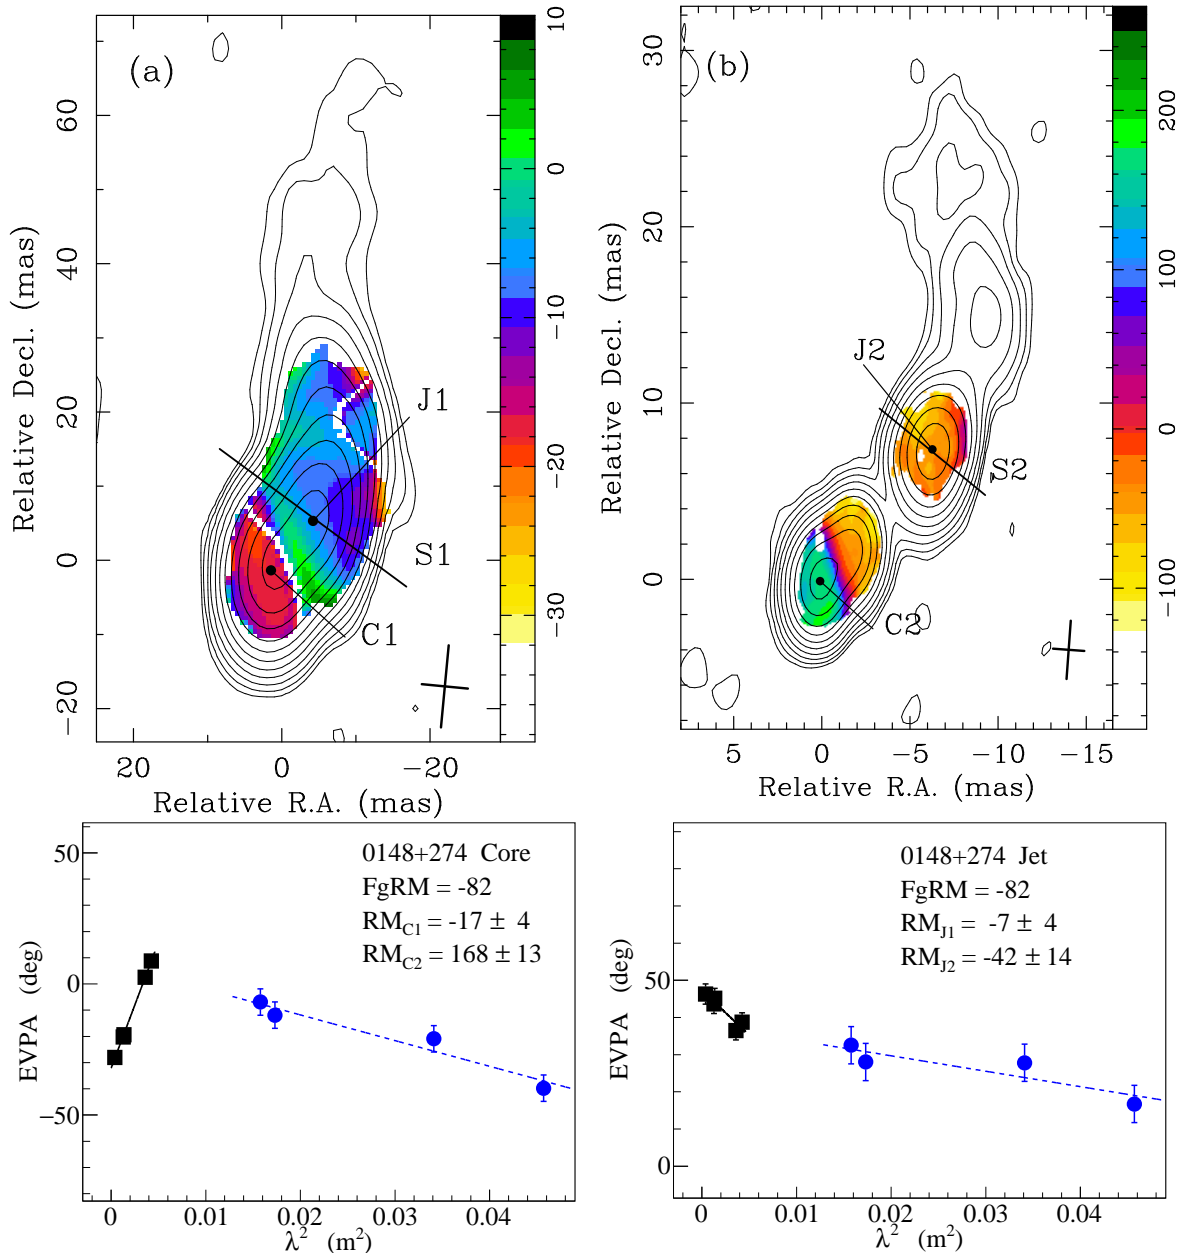 (a)
Relative Decl. (mas)
60
40
20
0
−20
J1
S1
C1
20
0
−20
Relative R.A. (mas)
10
0
−10
−20
−30
(b)
Relative Decl. (mas)
30
20
10
0
J2
S2
C2
5
0
−5
−10
−15
Relative R.A. (mas)
200
100
0
−100
0148+274 Core
FgRM = -82
RM_C1 = -17 ± 4
RM_C2 = 168 ± 13
EVPA (deg)
50
0
−50
0
0.01
0.02
0.03
0.04
λ² (m²)
0148+274 Jet
FgRM = -82
RM_J1 = -7 ± 4
RM_J2 = -42 ± 14
EVPA (deg)
50
0
0
0.01
0.02
0.03
0.04
λ² (m²)